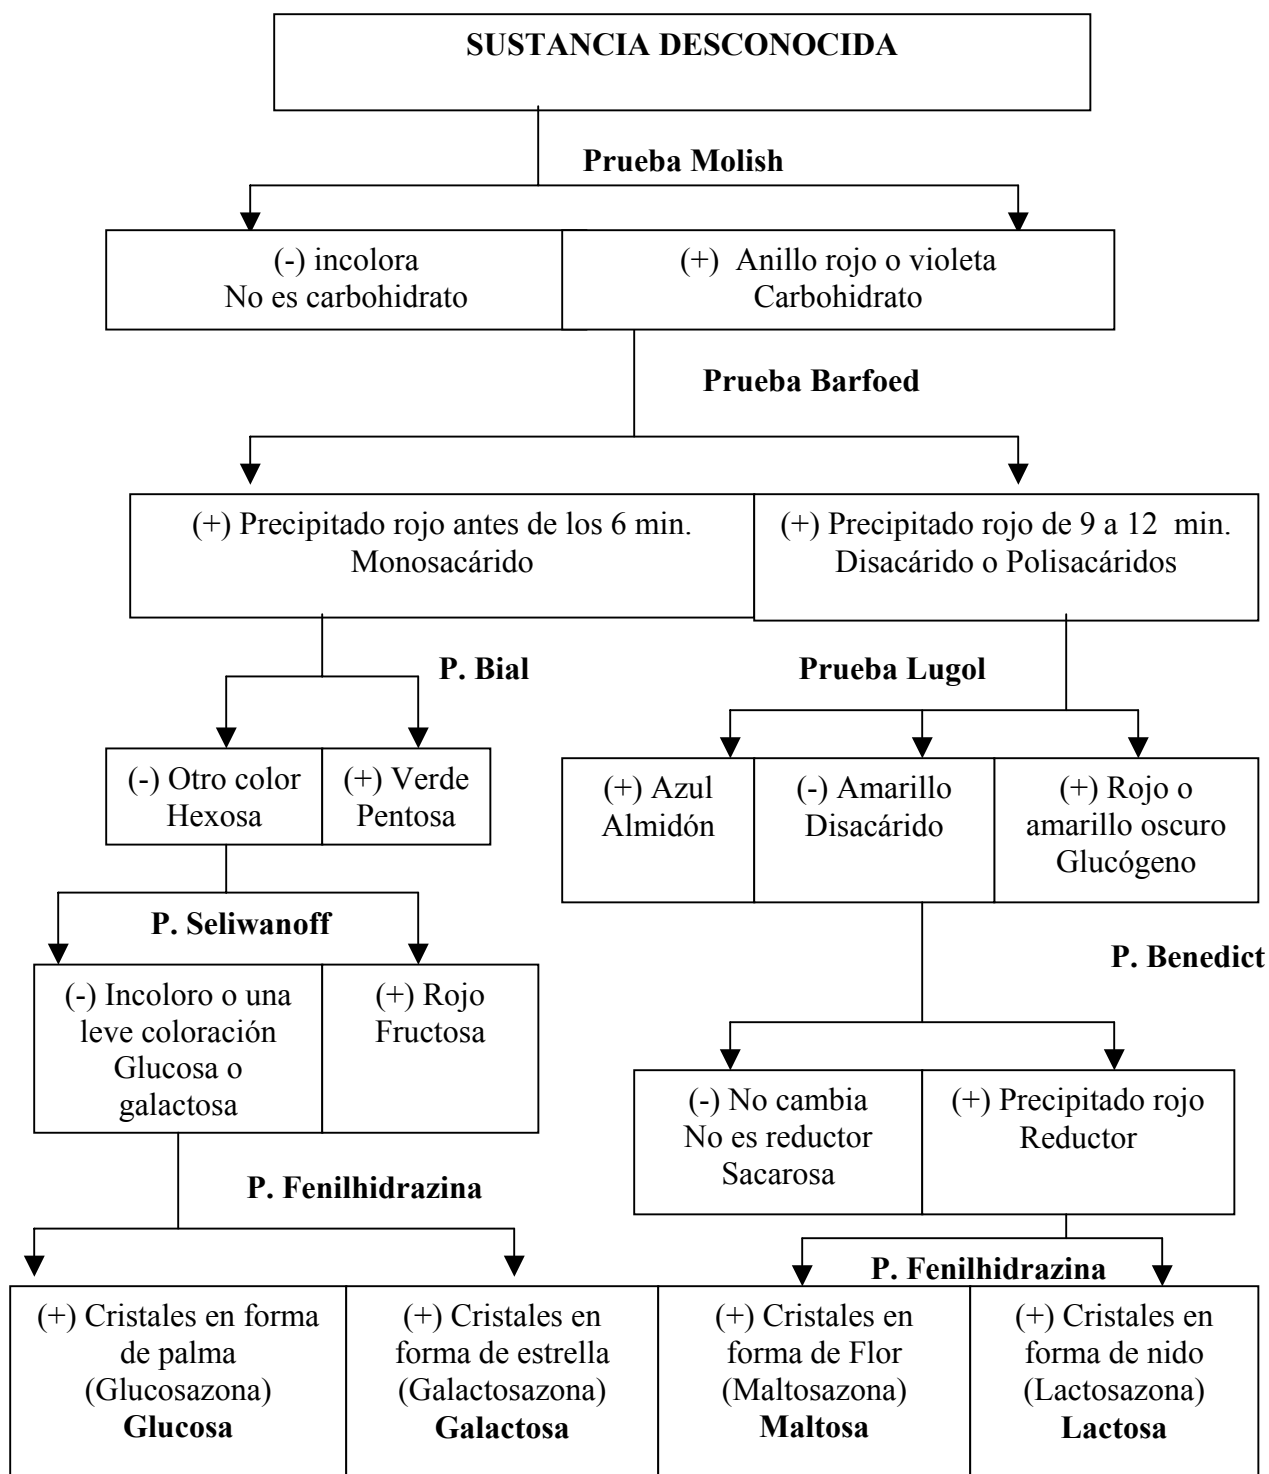 SUSTANCIA DESCONOCIDA
Prueba Molish
(-) incolora
No es carbohidrato
(+) Anillo rojo o violeta
Carbohidrato
Prueba Barfoed
(+) Precipitado rojo antes de los 6 min.
Monosacárido
(+) Precipitado rojo de 9 a 12 min.
Disacárido o Polisacáridos
P. Bial
Prueba Lugol
(-) Otro color
Hexosa
(+) Verde
Pentosa
(+) Azul
Almidón
(-) Amarillo
Disacárido
(+) Rojo o
amarillo oscuro
Glucógeno
P. Seliwanoff
P. Benedict
(-) Incoloro o una
leve coloración
Glucosa o
galactosa
(+) Rojo
Fructosa
(-) No cambia
No es reductor
Sacarosa
(+) Precipitado rojo
Reductor
P. Fenilhidrazina
P. Fenilhidrazina
(+) Cristales en forma
de palma
(Glucosazona)
Glucosa
(+) Cristales en
forma de estrella
(Galactosazona)
Galactosa
(+) Cristales en
forma de Flor
(Maltosazona)
Maltosa
(+) Cristales en
forma de nido
(Lactosazona)
Lactosa